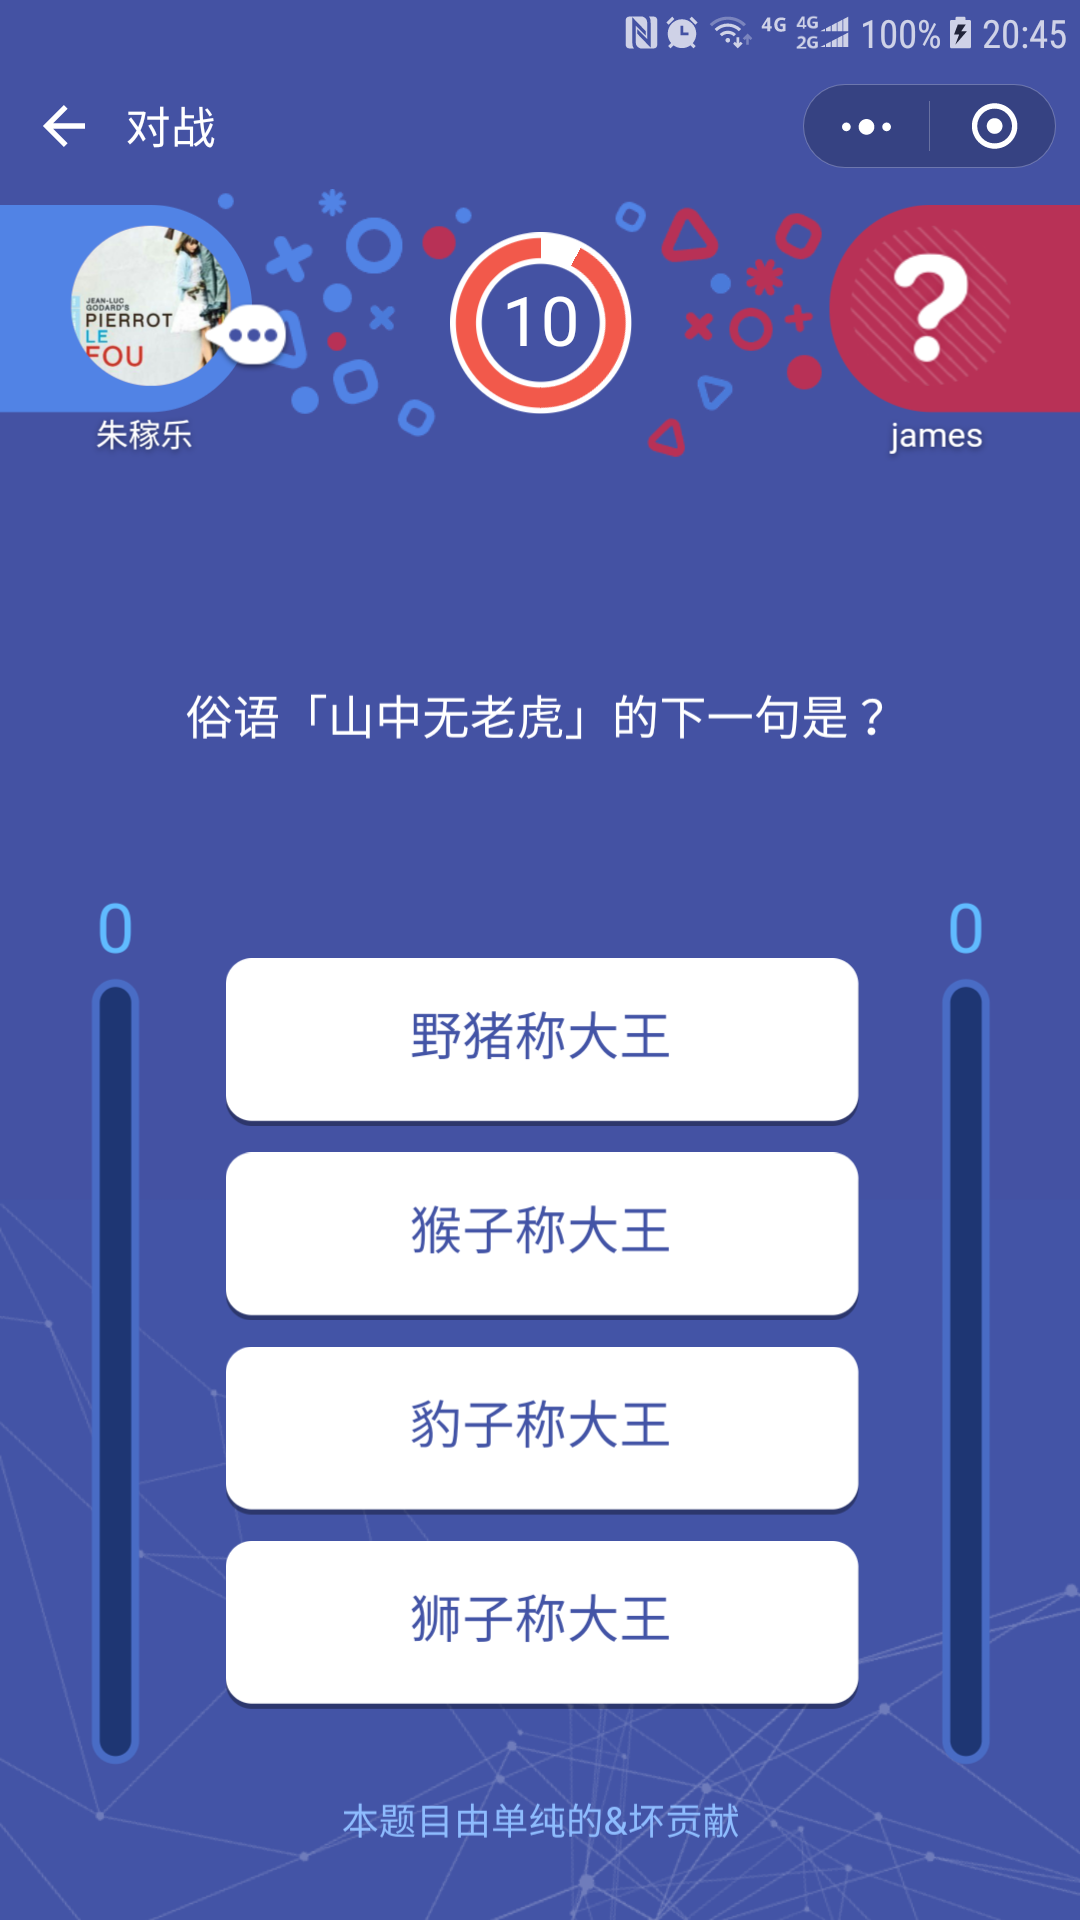 4G 4G 2G 100% 20:45
对战
JEAN-LUC
GODARD'S
PIERROT
LE
FOU
10
?
朱稼乐
james
俗语「山中无老虎」的下一句是？
0
0
野猪称大王
猴子称大王
豹子称大王
狮子称大王
本题目由单纯的&坏贡献